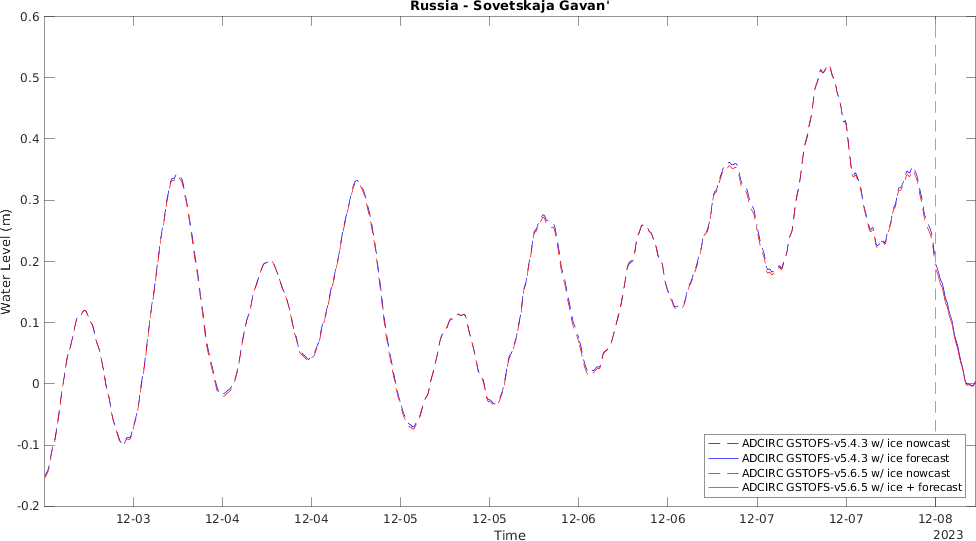 Russia - Sovetskaja Gavan'
Water Level (m)
0.6
0.5
0.4
0.3
0.2
0.1
0
-0.1
-0.2
ADCIRC GSTOFS-v5.4.3 w/ ice nowcast
ADCIRC GSTOFS-v5.4.3 w/ ice forecast
ADCIRC GSTOFS-v5.6.5 w/ ice nowcast
ADCIRC GSTOFS-v5.6.5 w/ ice + forecast
12-03 12-04 12-04 12-05 12-05 12-06 12-06 12-07 12-07 12-08
2023
Time